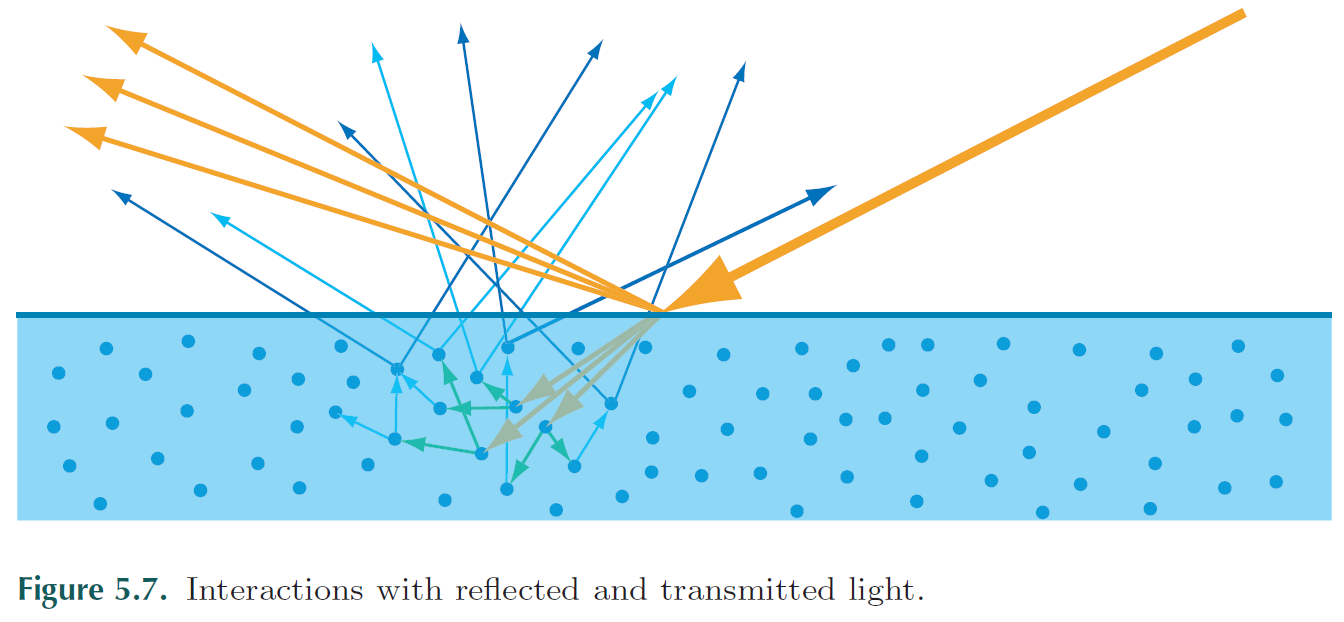 Figure 5.7. Interactions with reflected and transmitted light.